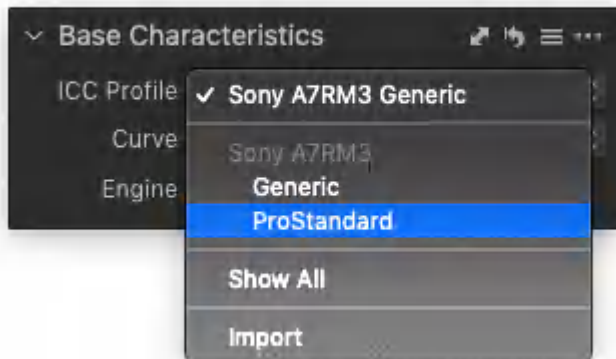 Base Characteristics
ICC Profile ✓ Sony A7RM3 Generic
Curve
Sony A7RM3
Engine
Generic
ProStandard
Show All
Import